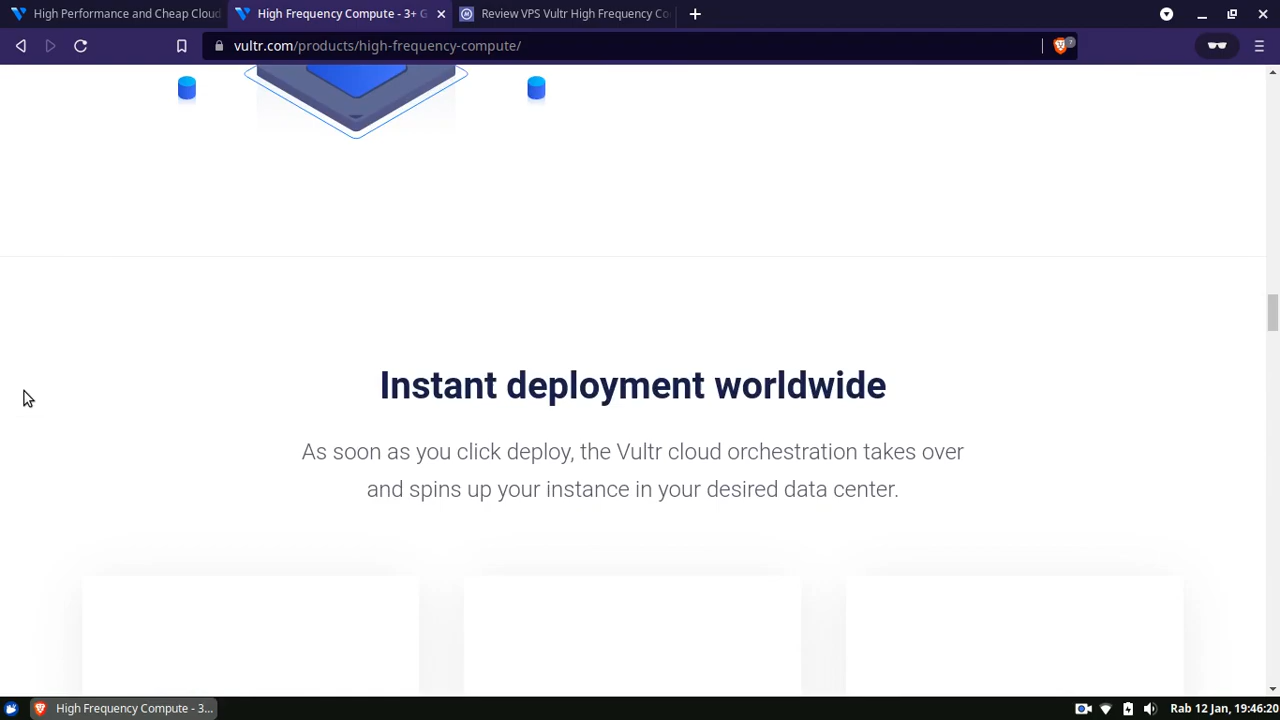 High Performance and Cheap Cloud
High Frequency Compute - 3+ G
Review VPS Vultr High Frequency Co
vultr.com/products/high-frequency-compute/
7
Instant deployment worldwide
As soon as you click deploy, the Vultr cloud orchestration takes over
and spins up your instance in your desired data center.
High Frequency Compute - 3...
Rab 12 Jan, 19:46:20